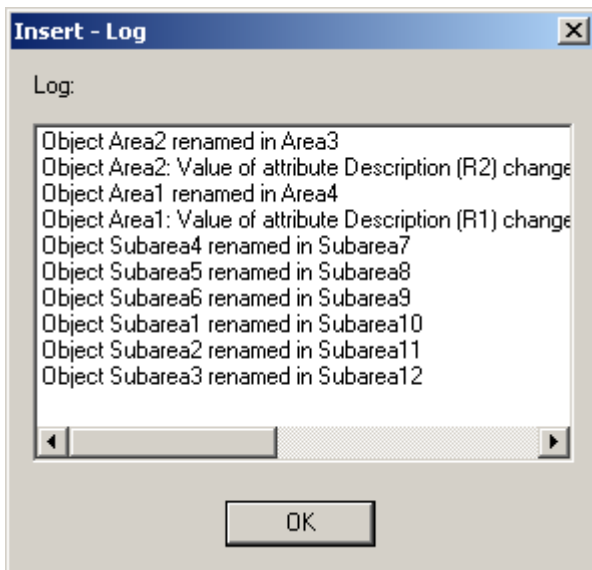 Insert - Log
Log:
Object Area2 renamed in Area3
Object Area2: Value of attribute Description (R2) change
Object Area1 renamed in Area4
Object Area1: Value of attribute Description (R1) change
Object Subarea4 renamed in Subarea7
Object Subarea5 renamed in Subarea8
Object Subarea6 renamed in Subarea9
Object Subarea1 renamed in Subarea10
Object Subarea2 renamed in Subarea11
Object Subarea3 renamed in Subarea12
OK